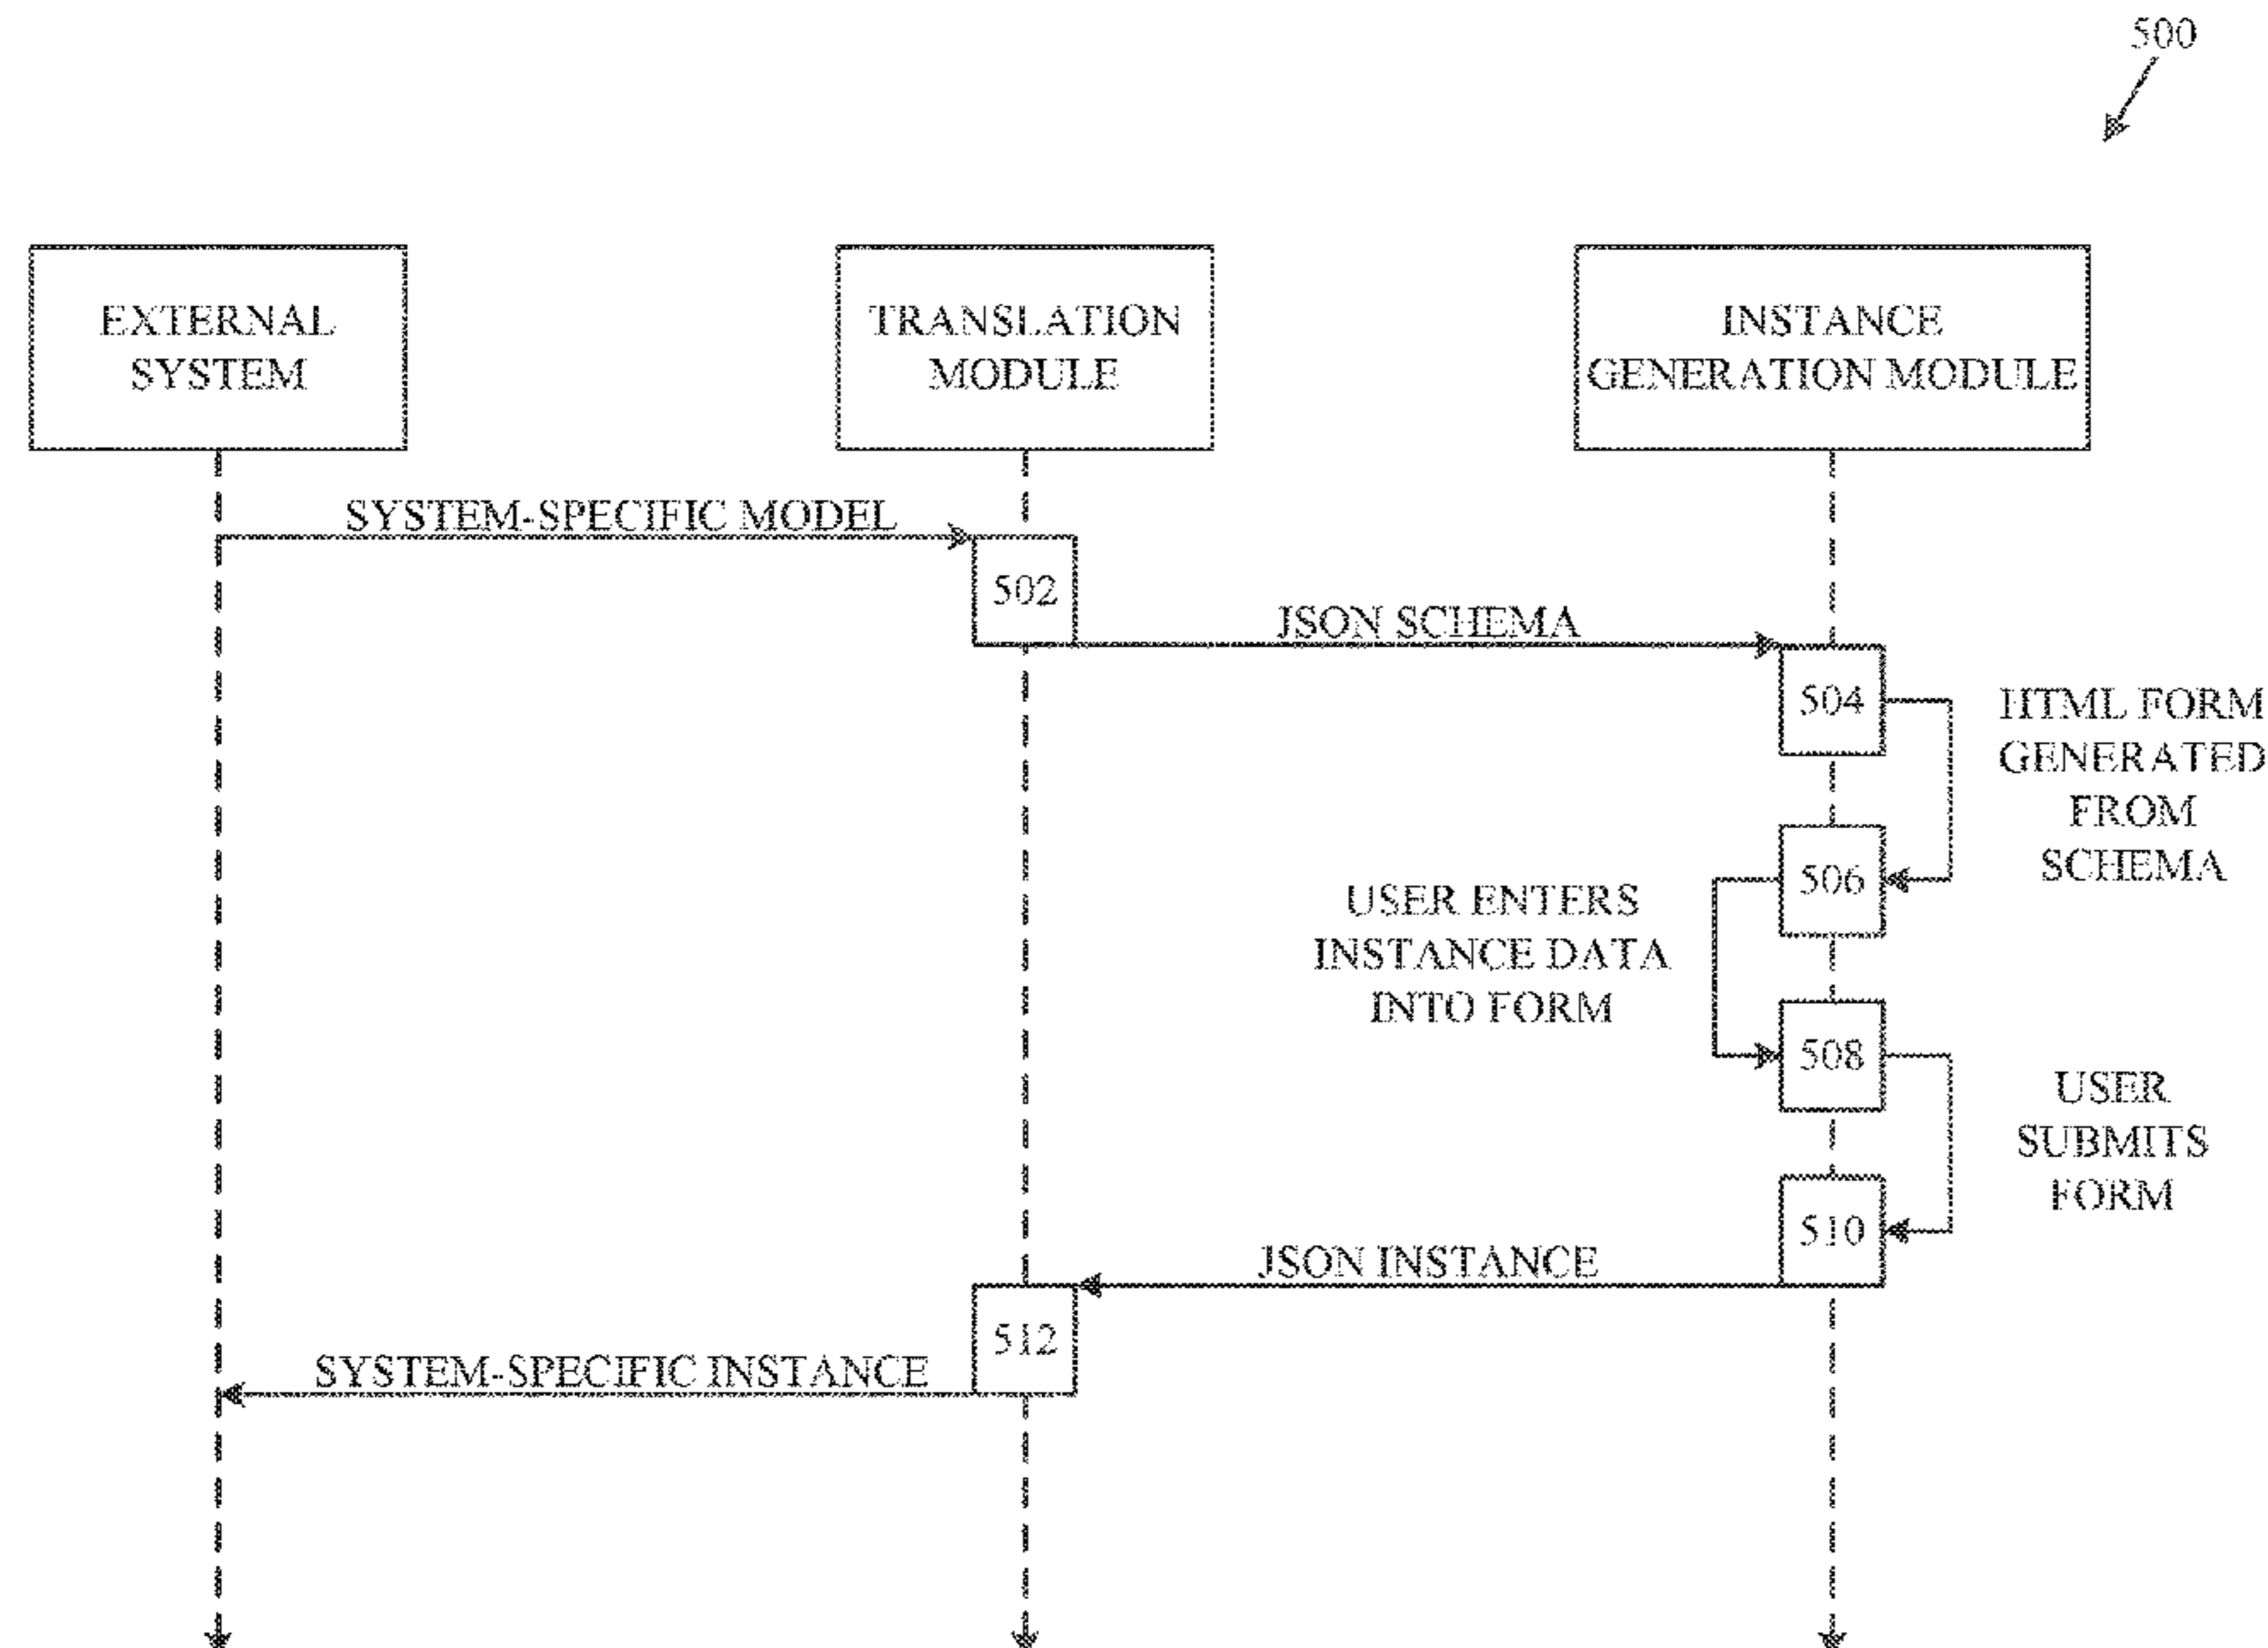 500
EXTERNAL
SYSTEM
TRANSLATION
MODULE
INSTANCE
GENERATION MODULE
SYSTEM-SPECIFIC MODEL
502
JSON SCHEMA
504
HTML FORM
GENERATED
FROM
SCHEMA
506
USER ENTERS
INSTANCE DATA
INTO FORM
508
USER
SUBMITS
FORM
510
JSON INSTANCE
512
SYSTEM-SPECIFIC INSTANCE